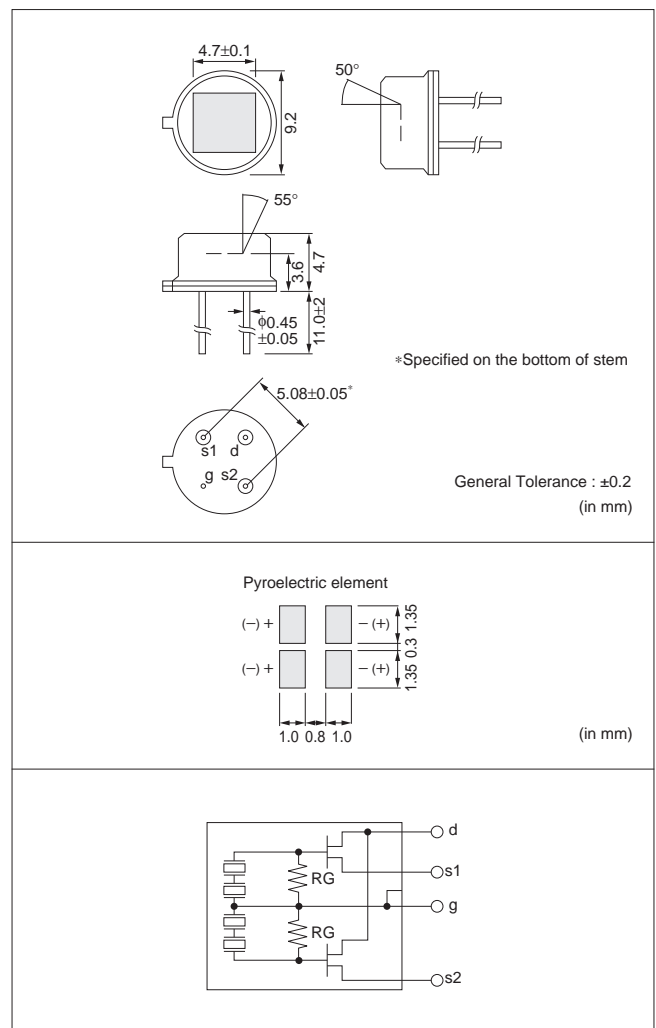 4.7±0.1
50°
9.2
55°
3.6
4.7
ϕ0.45
±0.05
11.0±2
*Specified on the bottom of stem
5.08±0.05*
s1 d
g s2
General Tolerance : ±0.2
(in mm)
Pyroelectric element
(−) + − (+)
1.35
0.3
(−) + − (+)
1.35
1.0 0.8 1.0
(in mm)
d
s1
RG
g
RG
s2